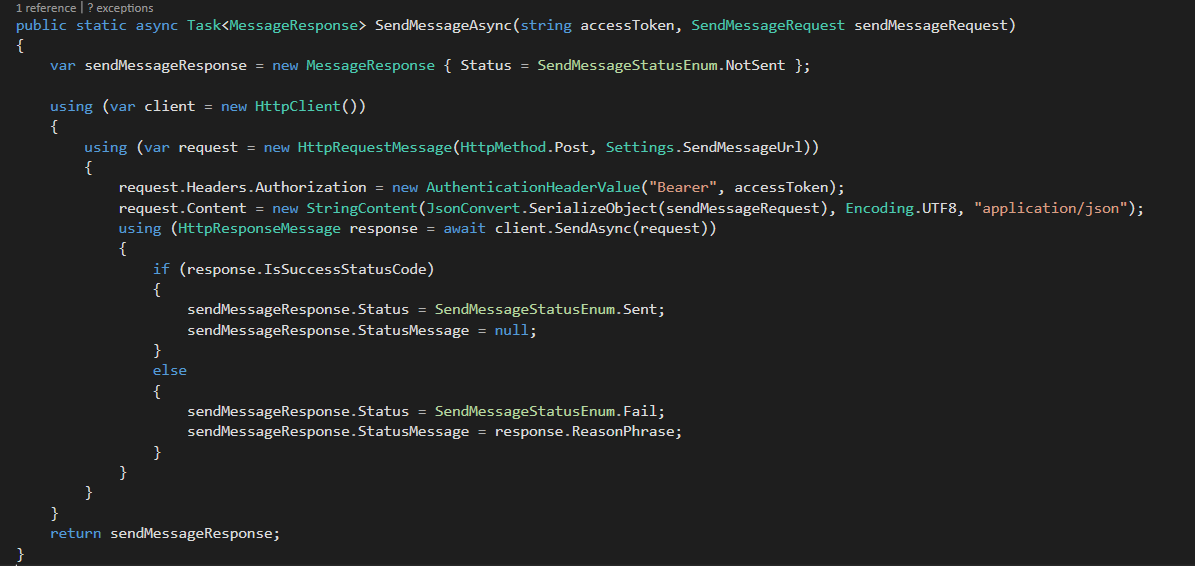 1 reference | ? exceptions
public static async Task<MessageResponse> SendMessageAsync(string accessToken, SendMessageRequest sendMessageRequest)
{
    var sendMessageResponse = new MessageResponse { Status = SendMessageStatusEnum.NotSent };

    using (var client = new HttpClient())
    {
        using (var request = new HttpRequestMessage(HttpMethod.Post, Settings.SendMessageUrl))
        {
            request.Headers.Authorization = new AuthenticationHeaderValue("Bearer", accessToken);
            request.Content = new StringContent(JsonConvert.SerializeObject(sendMessageRequest), Encoding.UTF8, "application/json");
            using (HttpResponseMessage response = await client.SendAsync(request))
            {
                if (response.IsSuccessStatusCode)
                {
                    sendMessageResponse.Status = SendMessageStatusEnum.Sent;
                    sendMessageResponse.StatusMessage = null;
                }
                else
                {
                    sendMessageResponse.Status = SendMessageStatusEnum.Fail;
                    sendMessageResponse.StatusMessage = response.ReasonPhrase;
                }
            }
        }
    }
    return sendMessageResponse;
}